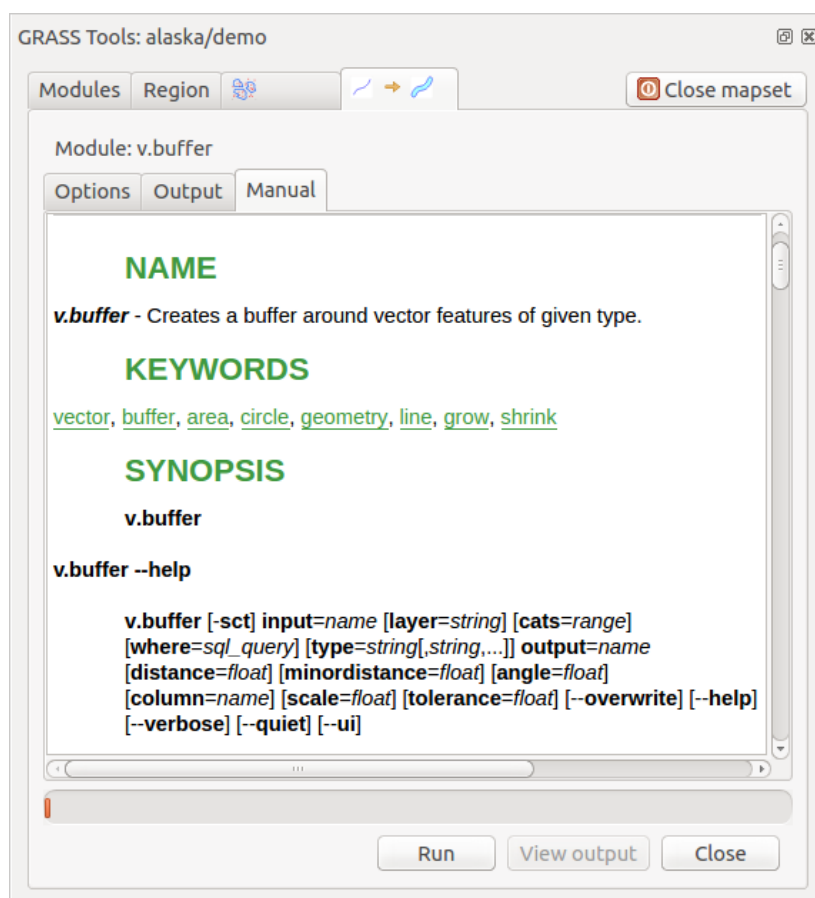 GRASS Tools: alaska/demo
Modules Region Close mapset
Module: v.buffer
Options Output Manual
NAME
v.buffer - Creates a buffer around vector features of given type.
KEYWORDS
vector, buffer, area, circle, geometry, line, grow, shrink
SYNOPSIS
v.buffer
v.buffer --help
v.buffer [-sct] input=name [layer=string] [cats=range]
[where=sql_query] [type=string[,string,...]] output=name
[distance=float] [minordistance=float] [angle=float]
[column=name] [scale=float] [tolerance=float] [--overwrite] [--help]
[--verbose] [--quiet] [--ui]
Run View output Close